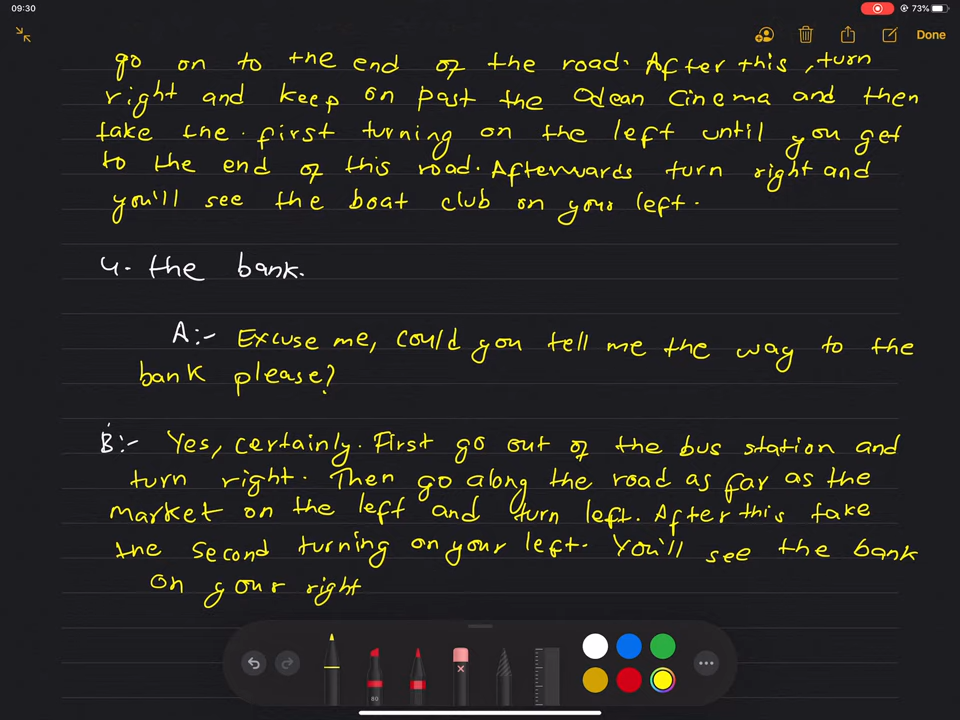 09:30
73%
Done
go on to the end of the road. After this, turn
right and keep on past the Odean Cinema and then
take the first turning on the left until you get
to the end of this road. Afterwards turn right and
you'll see the boat club on your left.
4. the bank.
A:- Excuse me, could you tell me the way to the
bank please?
B:- Yes, certainly. First go out of the bus station and
turn right. Then go along the road as far as the
market on the left and turn left. After this take
the second turning on your left. You'll see the bank
on your right
80